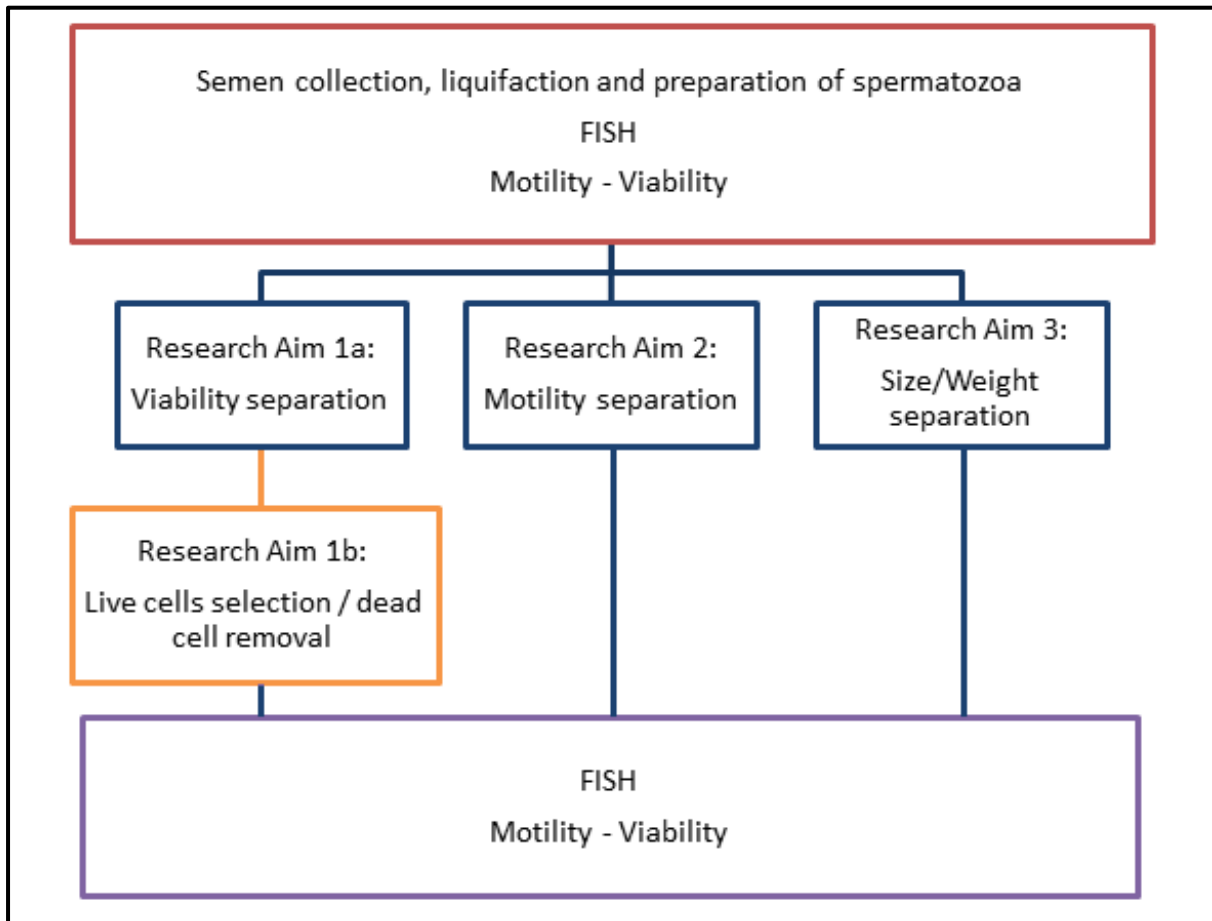 Semen collection, liquifaction and preparation of spermatozoa
FISH
Motility - Viability
Research Aim 1a:
Viability separation
Research Aim 2:
Motility separation
Research Aim 3:
Size/Weight
separation
Research Aim 1b:
Live cells selection / dead
cell removal
FISH
Motility - Viability